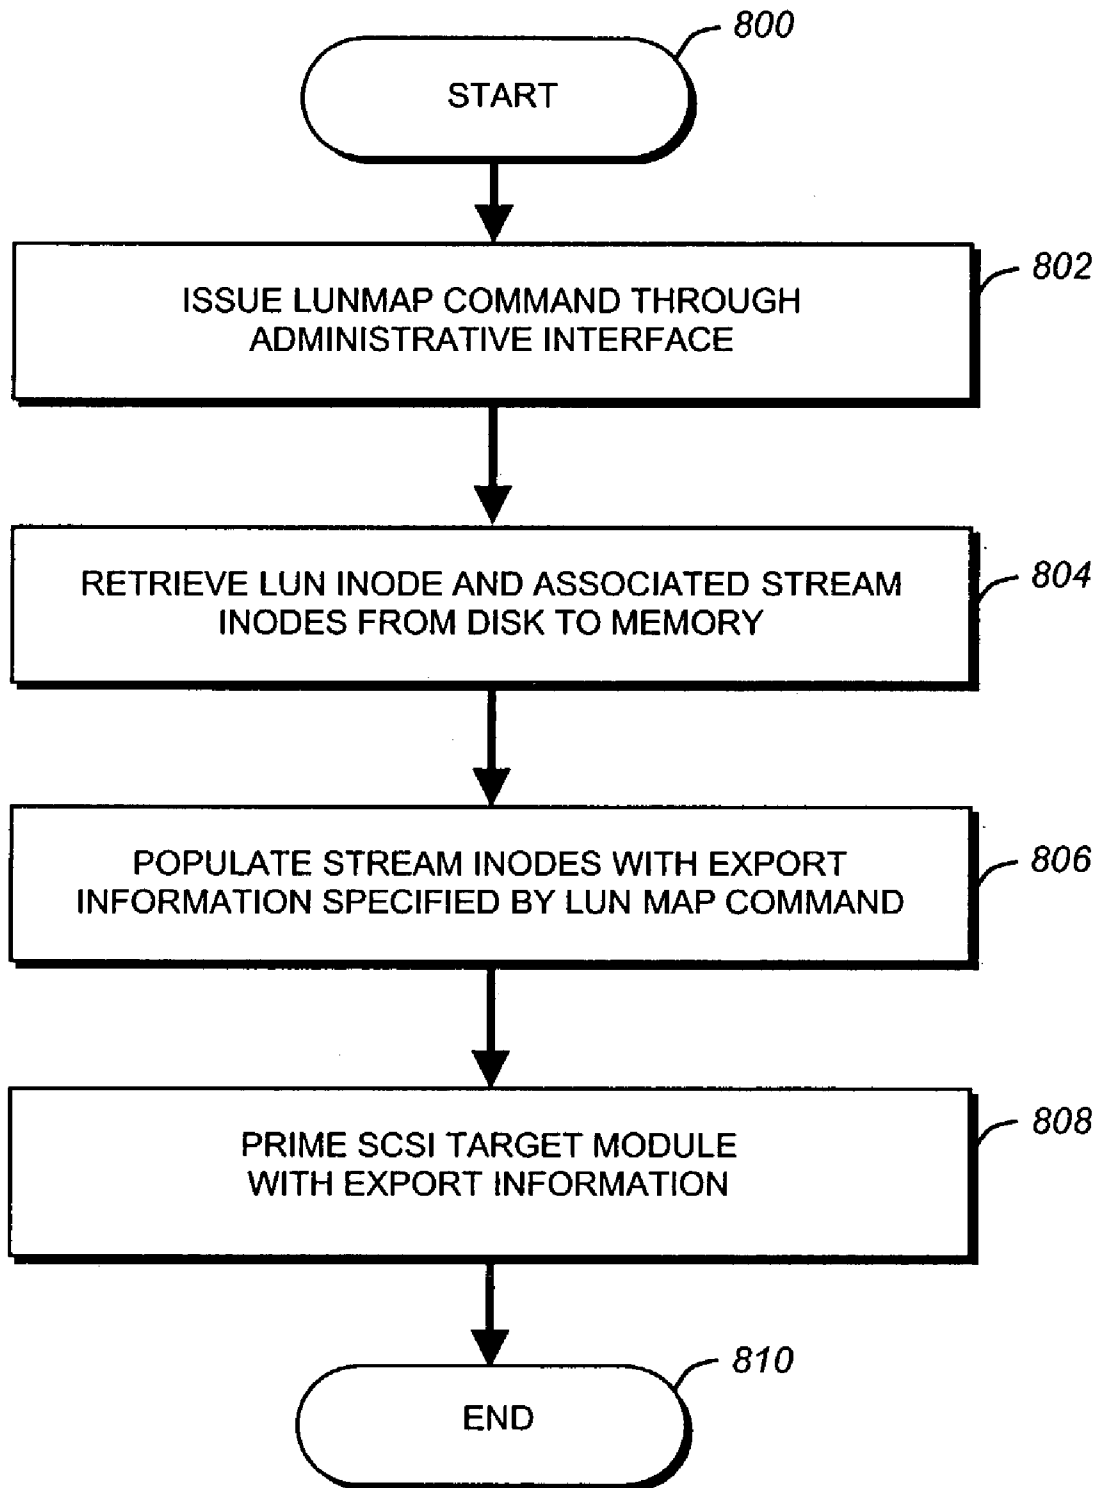 800
START
802
ISSUE LUNMAP COMMAND THROUGH
ADMINISTRATIVE INTERFACE
804
RETRIEVE LUN INODE AND ASSOCIATED STREAM
INODES FROM DISK TO MEMORY
806
POPULATE STREAM INODES WITH EXPORT
INFORMATION SPECIFIED BY LUN MAP COMMAND
808
PRIME SCSI TARGET MODULE
WITH EXPORT INFORMATION
810
END